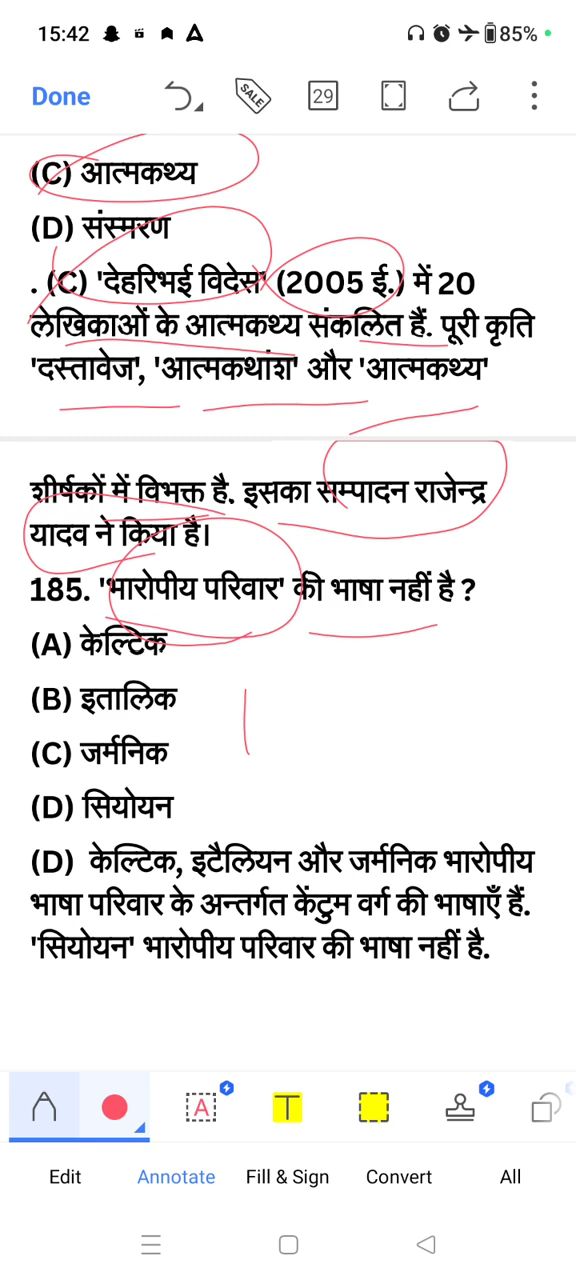 15:42
85%
Done
SALE
29
(C) आत्मकथ्य
(D) संस्मरण
. (C) 'देहरिभई विदेस' (2005 ई.) में 20
लेखिकाओं के आत्मकथ्य संकलित हैं. पूरी कृति
'दस्तावेज', 'आत्मकथांश' और 'आत्मकथ्य'
शीर्षकों में विभक्त है. इसका सम्पादन राजेन्द्र
यादव ने किया है।
185. 'भारोपीय परिवार' की भाषा नहीं है ?
(A) केल्टिक
(B) इतालिक
(C) जर्मनिक
(D) सियोयन
(D) केल्टिक, इटैलियन और जर्मनिक भारोपीय
भाषा परिवार के अन्तर्गत केंटुम वर्ग की भाषाएँ हैं.
'सियोयन' भारोपीय परिवार की भाषा नहीं है.
A
T
Edit
Annotate
Fill & Sign
Convert
All